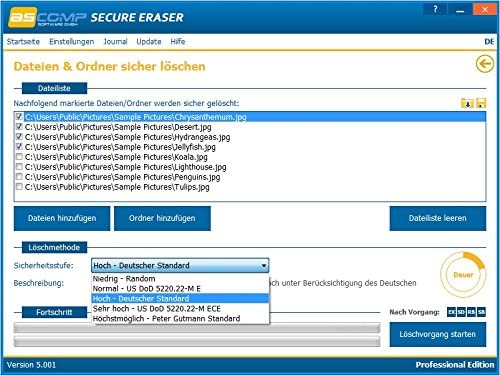 ascomp SECURE ERASER
SOFTWARE GMBH
?
Startseite Einstellungen Journal Update Hilfe DE
Dateien & Ordner sicher löschen
Dateiliste
Nachfolgend markierte Dateien/Ordner werden sicher gelöscht:
C:\Users\Public\Pictures\Sample Pictures\Chrysanthemum.jpg
C:\Users\Public\Pictures\Sample Pictures\Desert.jpg
C:\Users\Public\Pictures\Sample Pictures\Hydrangeas.jpg
C:\Users\Public\Pictures\Sample Pictures\Jellyfish.jpg
C:\Users\Public\Pictures\Sample Pictures\Koala.jpg
C:\Users\Public\Pictures\Sample Pictures\Lighthouse.jpg
C:\Users\Public\Pictures\Sample Pictures\Penguins.jpg
C:\Users\Public\Pictures\Sample Pictures\Tulips.jpg
Dateien hinzufügen Ordner hinzufügen Dateiliste leeren
Löschmethode
Sicherheitsstufe: Hoch - Deutscher Standard
Niedrig - Random
Dauer
Beschreibung: Normal - US DoD 5220.22-M E ch unter Berücksichtigung des Deutschen
Hoch - Deutscher Standard
Sehr hoch - US DoD 5220.22-M ECE
Fortschritt Höchstmöglich - Peter Gutmann Standard Nach Vorgang: EX SD RB SB
Löschvorgang starten
Version 5.001 Professional Edition